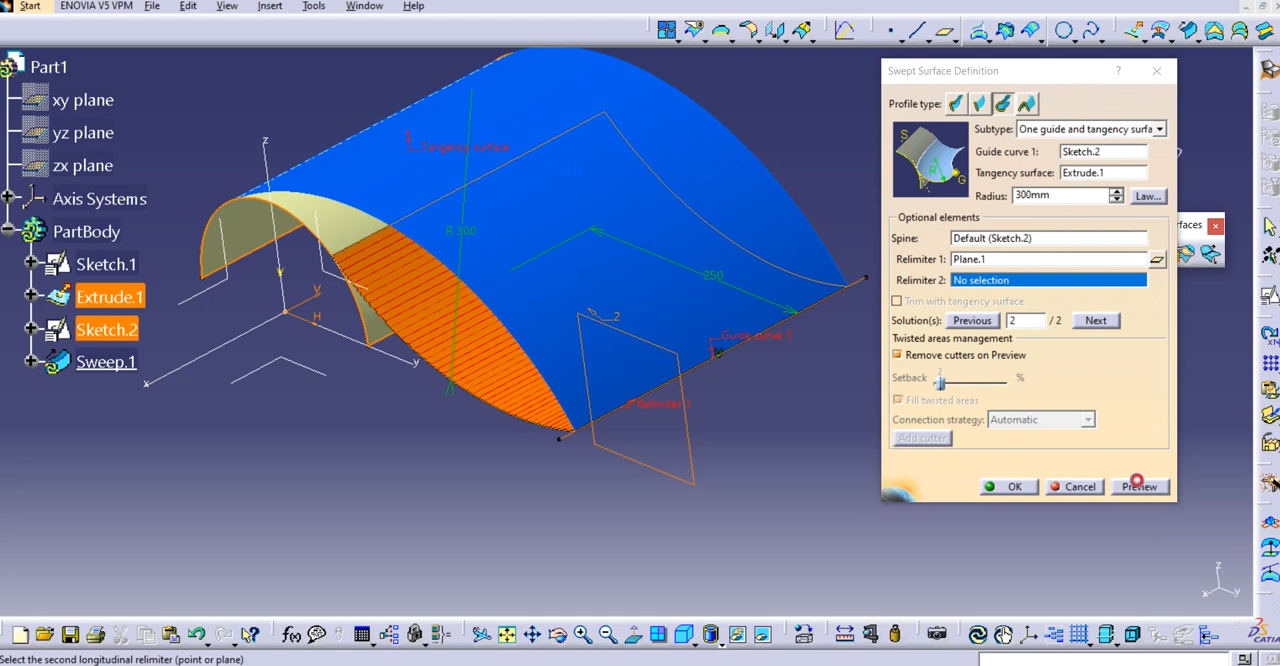 Start ENOVIA V5 VPM File Edit View Insert Tools Window Help
Part1
xy plane
yz plane
zx plane
Axis Systems
PartBody
Sketch.1
Extrude.1
Sketch.2
Sweep.1
z
y
x
V
H
Tangency surface
R 300
250
Guide curve 1
2
Relimiter 1
Swept Surface Definition ? ×
Profile type:
S
R
G
Subtype: One guide and tangency surfa
Guide curve 1: Sketch.2
Tangency surface: Extrude.1
Radius: 300mm Law...
Optional elements
Spine: Default (Sketch.2)
Relimiter 1: Plane.1
Relimiter 2: No selection
Trim with tangency surface
Solution(s): Previous 2 / 2 Next
Twisted areas management
Remove cutters on Preview
2
Setback %
Fill twisted areas
Connection strategy: Automatic
Add cutter
OK Cancel Preview
z
x y
f(x)
CATIA
Select the second longitudinal relimiter (point or plane)